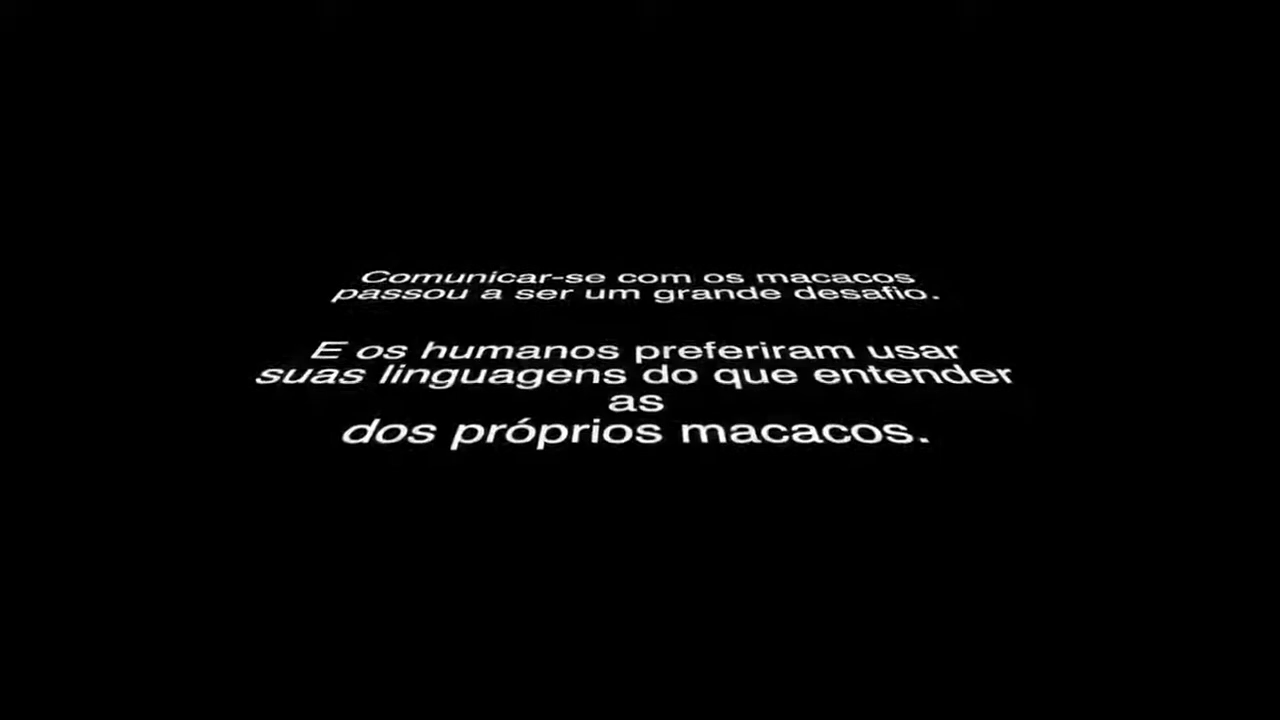 Comunicar-se com os macacos
passou a ser um grande desafio.
E os humanos preferiram usar
suas linguagens do que entender
as
dos próprios macacos.